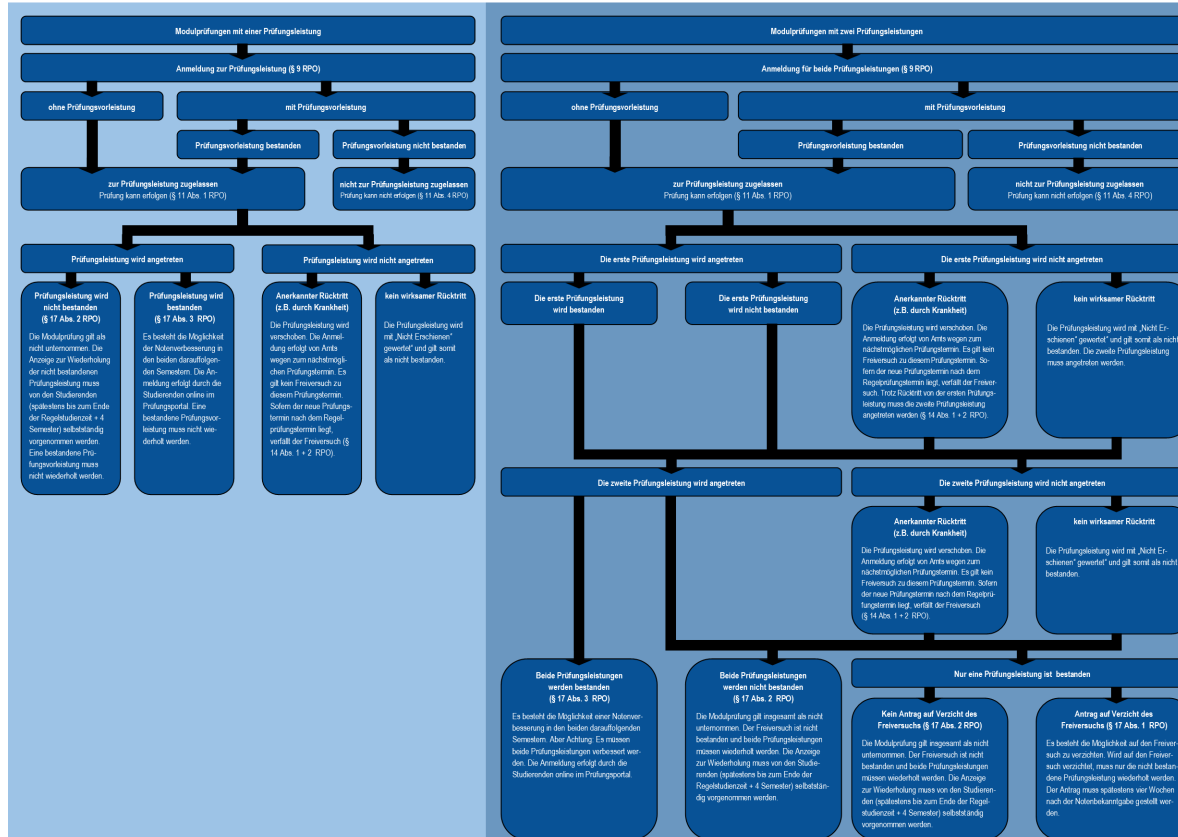 Modulprüfungen mit einer Prüfungsleistung
Anmeldung zur Prüfungsleistung (§ 9 RPO)
ohne Prüfungsvorleistung
mit Prüfungsvorleistung
Prüfungsvorleistung bestanden
Prüfungsvorleistung nicht bestanden
zur Prüfungsleistung zugelassen
Prüfung kann erfolgen (§ 11 Abs. 1 RPO)
nicht zur Prüfungsleistung zugelassen
Prüfung kann nicht erfolgen (§ 11 Abs. 4 RPO)
Prüfungsleistung wird angetreten
Prüfungsleistung wird nicht angetreten
Prüfungsleistung wird
nicht bestanden
(§ 17 Abs. 2 RPO)
Die Modulprüfung gilt als
nicht unternommen. Die
Anzeige zur Wiederholung
der nicht bestandenen
Prüfungsleistung muss
von den Studierenden
(spätestens bis zum Ende
der Regelstudienzeit + 4
Semester) selbstständig
vorgenommen werden.
Eine bestandene Prü-
fungsvorleistung muss
nicht wiederholt werden.
Prüfungsleistung wird
bestanden
(§ 17 Abs. 3 RPO)
Es besteht die Möglichkeit
der Notenverbesserung in
den beiden darauffolgen-
den Semestern. Die An-
meldung erfolgt durch die
Studierenden online im
Prüfungsportal. Eine
bestandene Prüfungsvor-
leistung muss nicht wie-
derholt werden.
Anerkannter Rücktritt
(z.B. durch Krankheit)
Die Prüfungsleistung wird
verschoben. Die Anmel-
dung erfolgt von Amts
wegen zum nächstmögli-
chen Prüfungstermin. Es
gilt kein Freiversuch zu
diesem Prüfungstermin.
Sofern der neue Prüfungs-
termin nach dem Regel-
prüfungstermin liegt,
verfällt der Freiversuch (§
14 Abs. 1 + 2 RPO).
kein wirksamer Rücktritt
Die Prüfungsleistung wird
mit „Nicht Erschienen“
gewertet“ und gilt somit
als nicht bestanden.
Modulprüfungen mit zwei Prüfungsleistungen
Anmeldung für beide Prüfungsleistungen (§ 9 RPO)
ohne Prüfungsvorleistung
mit Prüfungsvorleistung
Prüfungsvorleistung bestanden
Prüfungsvorleistung nicht bestanden
zur Prüfungsleistung zugelassen
Prüfung kann erfolgen (§ 11 Abs. 1 RPO)
nicht zur Prüfungsleistung zugelassen
Prüfung kann nicht erfolgen (§ 11 Abs. 4 RPO)
Die erste Prüfungsleistung wird angetreten
Die erste Prüfungsleistung wird nicht angetreten
Die erste Prüfungsleistung
wird bestanden
Die erste Prüfungsleistung
wird nicht bestanden
Anerkannter Rücktritt
(z.B. durch Krankheit)
Die Prüfungsleistung wird verschoben. Die
Anmeldung erfolgt von Amts wegen zum
nächstmöglichen Prüfungstermin. Es gilt kein
Freiversuch zu diesem Prüfungstermin. So-
fern der neue Prüfungstermin nach dem
Regelprüfungstermin liegt, verfällt der Freiver-
such. Trotz Rücktritt von der ersten Prüfungs-
leistung muss die zweite Prüfungsleistung
angetreten werden (§ 14 Abs. 1 + 2 RPO).
kein wirksamer Rücktritt
Die Prüfungsleistung wird mit „Nicht Er-
schienen“ gewertet“ und gilt somit als nicht
bestanden. Die zweite Prüfungsleistung
muss angetreten werden.
Die zweite Prüfungsleistung wird angetreten
Die zweite Prüfungsleistung wird nicht angetreten
Anerkannter Rücktritt
(z.B. durch Krankheit)
Die Prüfungsleistung wird verschoben. Die
Anmeldung erfolgt von Amts wegen zum
nächstmöglichen Prüfungstermin. Es gilt kein
Freiversuch zu diesem Prüfungstermin. Sofern
der neue Prüfungstermin nach dem Regelprü-
fungstermin liegt, verfällt der Freiversuch
(§ 14 Abs. 1 + 2 RPO).
kein wirksamer Rücktritt
Die Prüfungsleistung wird mit „Nicht Er-
schienen“ gewertet“ und gilt somit als nicht
bestanden.
Beide Prüfungsleistungen
werden bestanden
(§ 17 Abs. 3 RPO)
Es besteht die Möglichkeit einer Notenver-
besserung in den beiden darauffolgenden
Semestern. Aber Achtung: Es müssen
beide Prüfungsleistungen verbessert wer-
den. Die Anmeldung erfolgt durch die
Studierenden online im Prüfungsportal.
Beide Prüfungsleistungen
werden nicht bestanden
(§ 17 Abs. 2 RPO)
Die Modulprüfung gilt insgesamt als nicht
unternommen. Der Freiversuch ist nicht
bestanden und beide Prüfungsleistungen
müssen wiederholt werden. Die Anzeige
zur Wiederholung muss von den Studie-
renden (spätestens bis zum Ende der
Regelstudienzeit + 4 Semester) selbststän-
dig vorgenommen werden.
Nur eine Prüfungsleistung ist bestanden
Kein Antrag auf Verzicht des
Freiversuchs (§ 17 Abs. 2 RPO)
Die Modulprüfung gilt insgesamt als nicht
unternommen. Der Freiversuch ist nicht
bestanden und beide Prüfungsleistungen
müssen wiederholt werden. Die Anzeige
zur Wiederholung muss von den Studieren-
den (spätestens bis zum Ende der Regel-
studienzeit + 4 Semester) selbstständig
vorgenommen werden.
Antrag auf Verzicht des
Freiversuchs (§ 17 Abs. 1 RPO)
Es besteht die Möglichkeit auf den Freiver-
such zu verzichten. Wird auf den Freiver-
such verzichtet, muss nur die nicht bestan-
dene Prüfungsleistung wiederholt werden.
Der Antrag muss spätestens vier Wochen
nach der Notenbekanntgabe gestellt wer-
den.